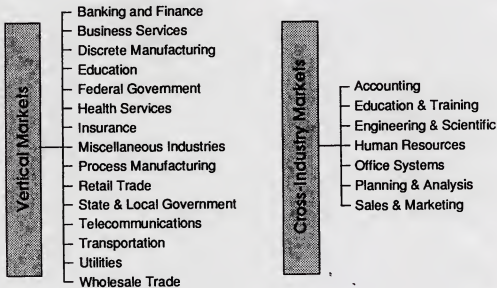 Vertical Markets
Banking and Finance
Business Services
Discrete Manufacturing
Education
Federal Government
Health Services
Insurance
Miscellaneous Industries
Process Manufacturing
Retail Trade
State & Local Government
Telecommunications
Transportation
Utilities
Wholesale Trade
Cross-Industry Markets
Accounting
Education & Training
Engineering & Scientific
Human Resources
Office Systems
Planning & Analysis
Sales & Marketing